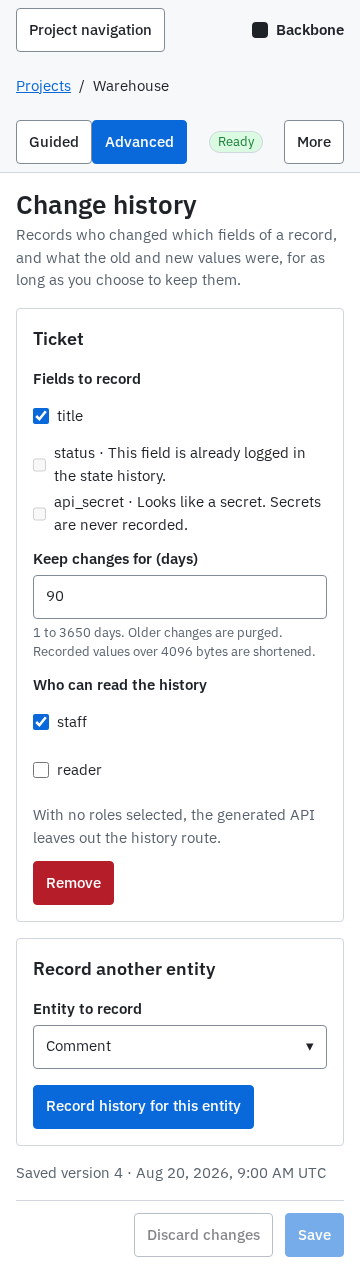 Project navigation
Backbone
Projects / Warehouse
Guided
Advanced
Ready
More
Change history
Records who changed which fields of a record,
and what the old and new values were, for as
long as you choose to keep them.
Ticket
Fields to record
title
status · This field is already logged in
the state history.
api_secret · Looks like a secret. Secrets
are never recorded.
Keep changes for (days)
90
1 to 3650 days. Older changes are purged.
Recorded values over 4096 bytes are shortened.
Who can read the history
staff
reader
With no roles selected, the generated API
leaves out the history route.
Remove
Record another entity
Entity to record
Comment
Record history for this entity
Saved version 4 · Aug 20, 2026, 9:00 AM UTC
Discard changes
Save